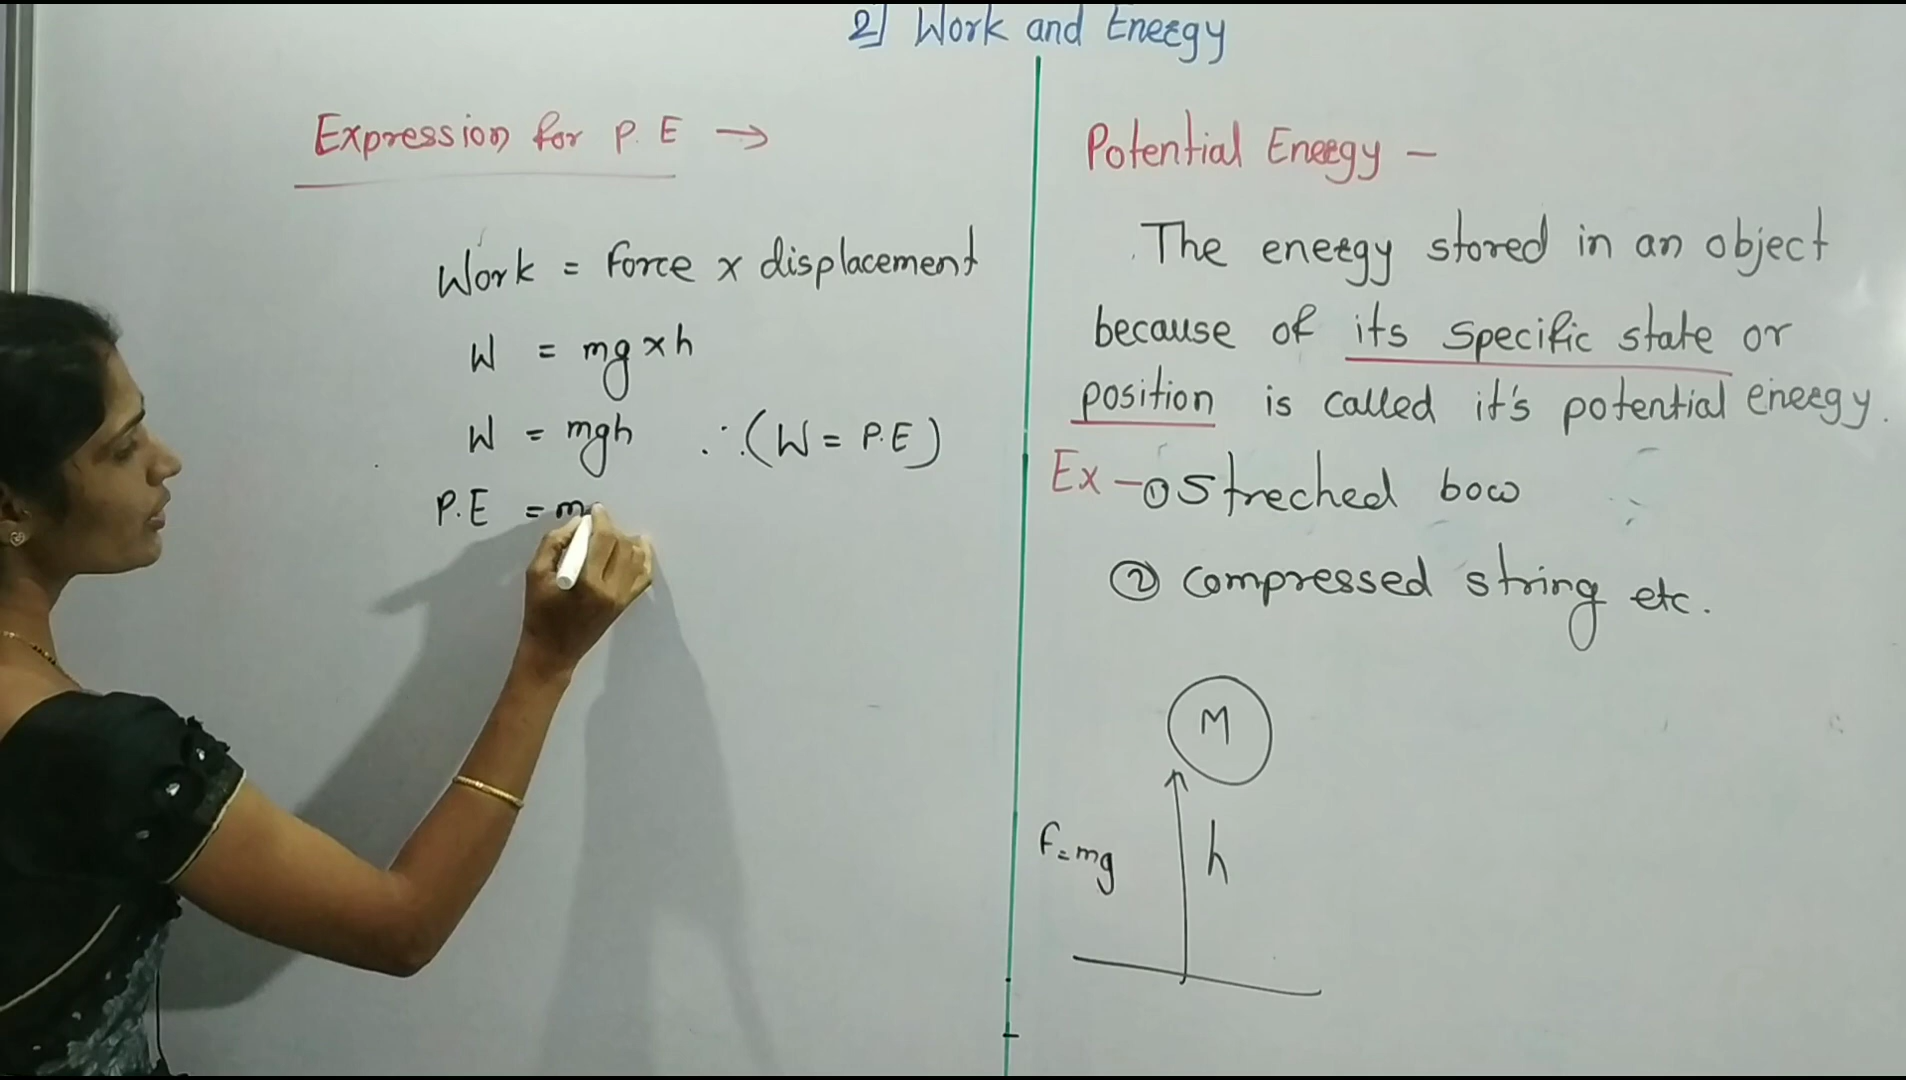 2] Work and Energy
Expression for P.E →
Work = force x displacement
W = mg x h
W = mgh ∴ (W = P.E)
P.E = m
Potential Energy -
The energy stored in an object
because of its specific state or
position is called it's potential energy.
Ex - ① Streched bow
② compressed string etc.
M
F=mg
h